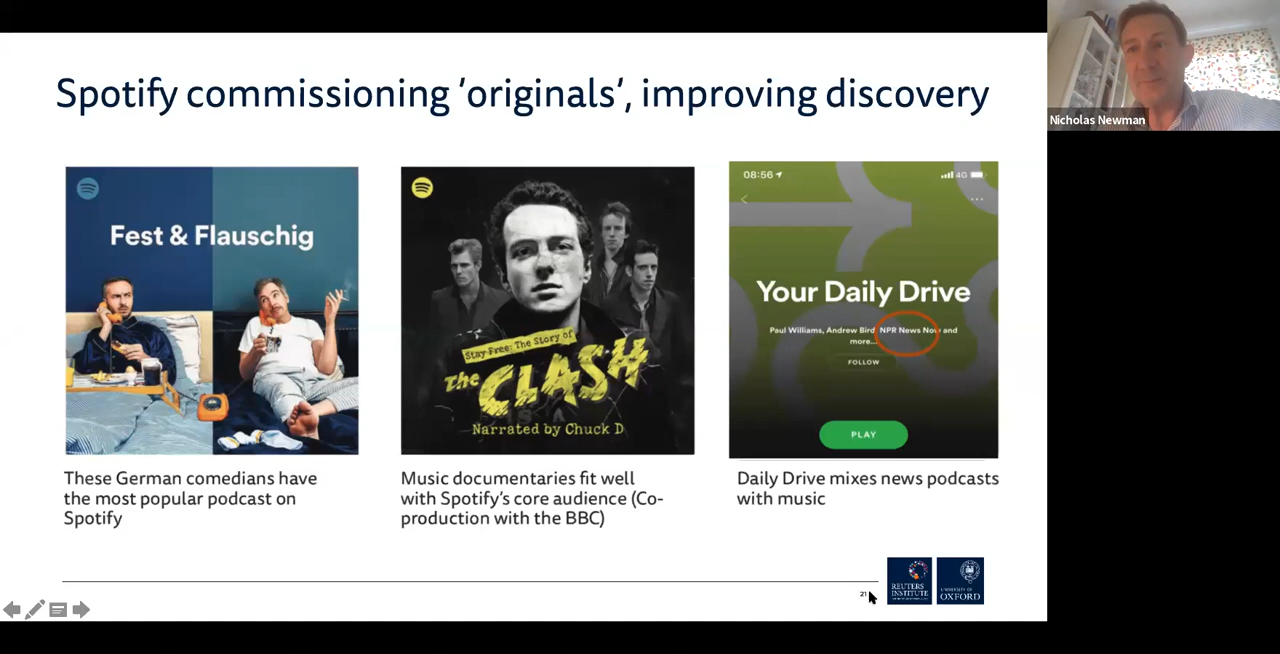 Spotify commissioning 'originals', improving discovery
Nicholas Newman
Fest & Flauschig
Stay Free: The Story of
The CLASH
Narrated by Chuck D
08:56
4G
Your Daily Drive
Paul Williams, Andrew Bird, NPR News Now and
more...
FOLLOW
PLAY
These German comedians have
the most popular podcast on
Spotify
Music documentaries fit well
with Spotify's core audience (Co-
production with the BBC)
Daily Drive mixes news podcasts
with music
21
REUTERS
INSTITUTE
UNIVERSITY OF
OXFORD